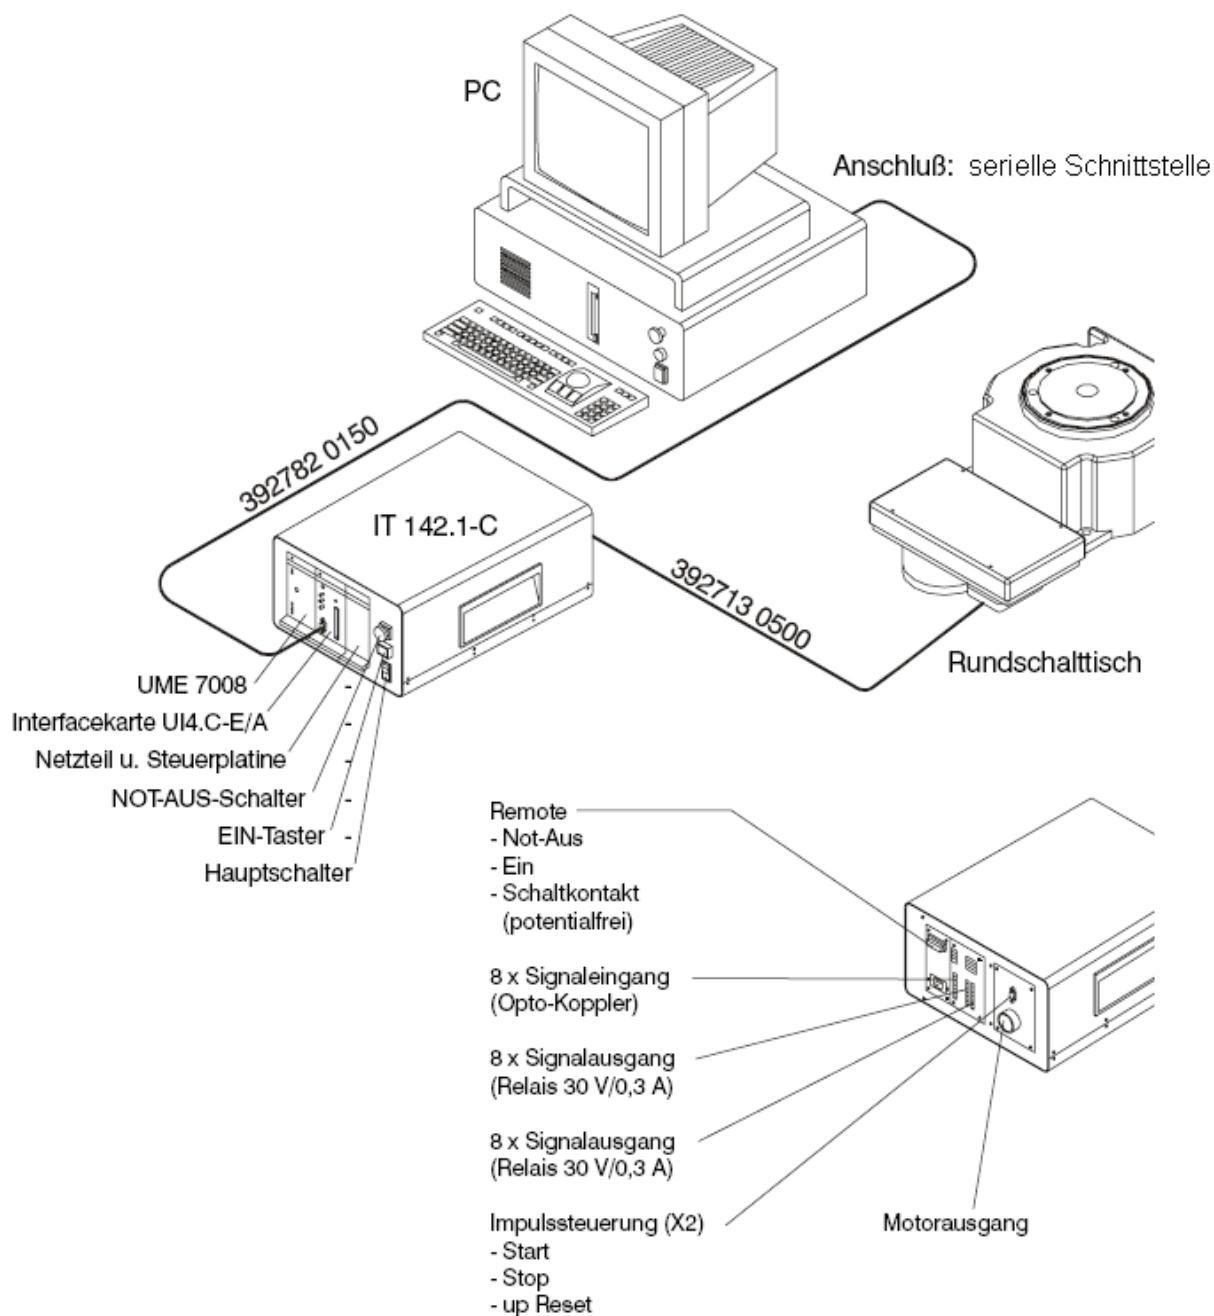 PC
Anschluß: serielle Schnittstelle
392782 0150
IT 142.1-C
392713 0500
Rundschalttisch
UME 7008
Interfacekarte UI4.C-E/A
Netzteil u. Steuerplatine
NOT-AUS-Schalter
EIN-Taster
Hauptschalter
Remote
- Not-Aus
- Ein
- Schaltkontakt
(potentialfrei)
8 x Signaleingang
(Opto-Koppler)
8 x Signalausgang
(Relais 30 V/0,3 A)
8 x Signalausgang
(Relais 30 V/0,3 A)
Impulssteuerung (X2)
- Start
- Stop
- up Reset
Motorausgang